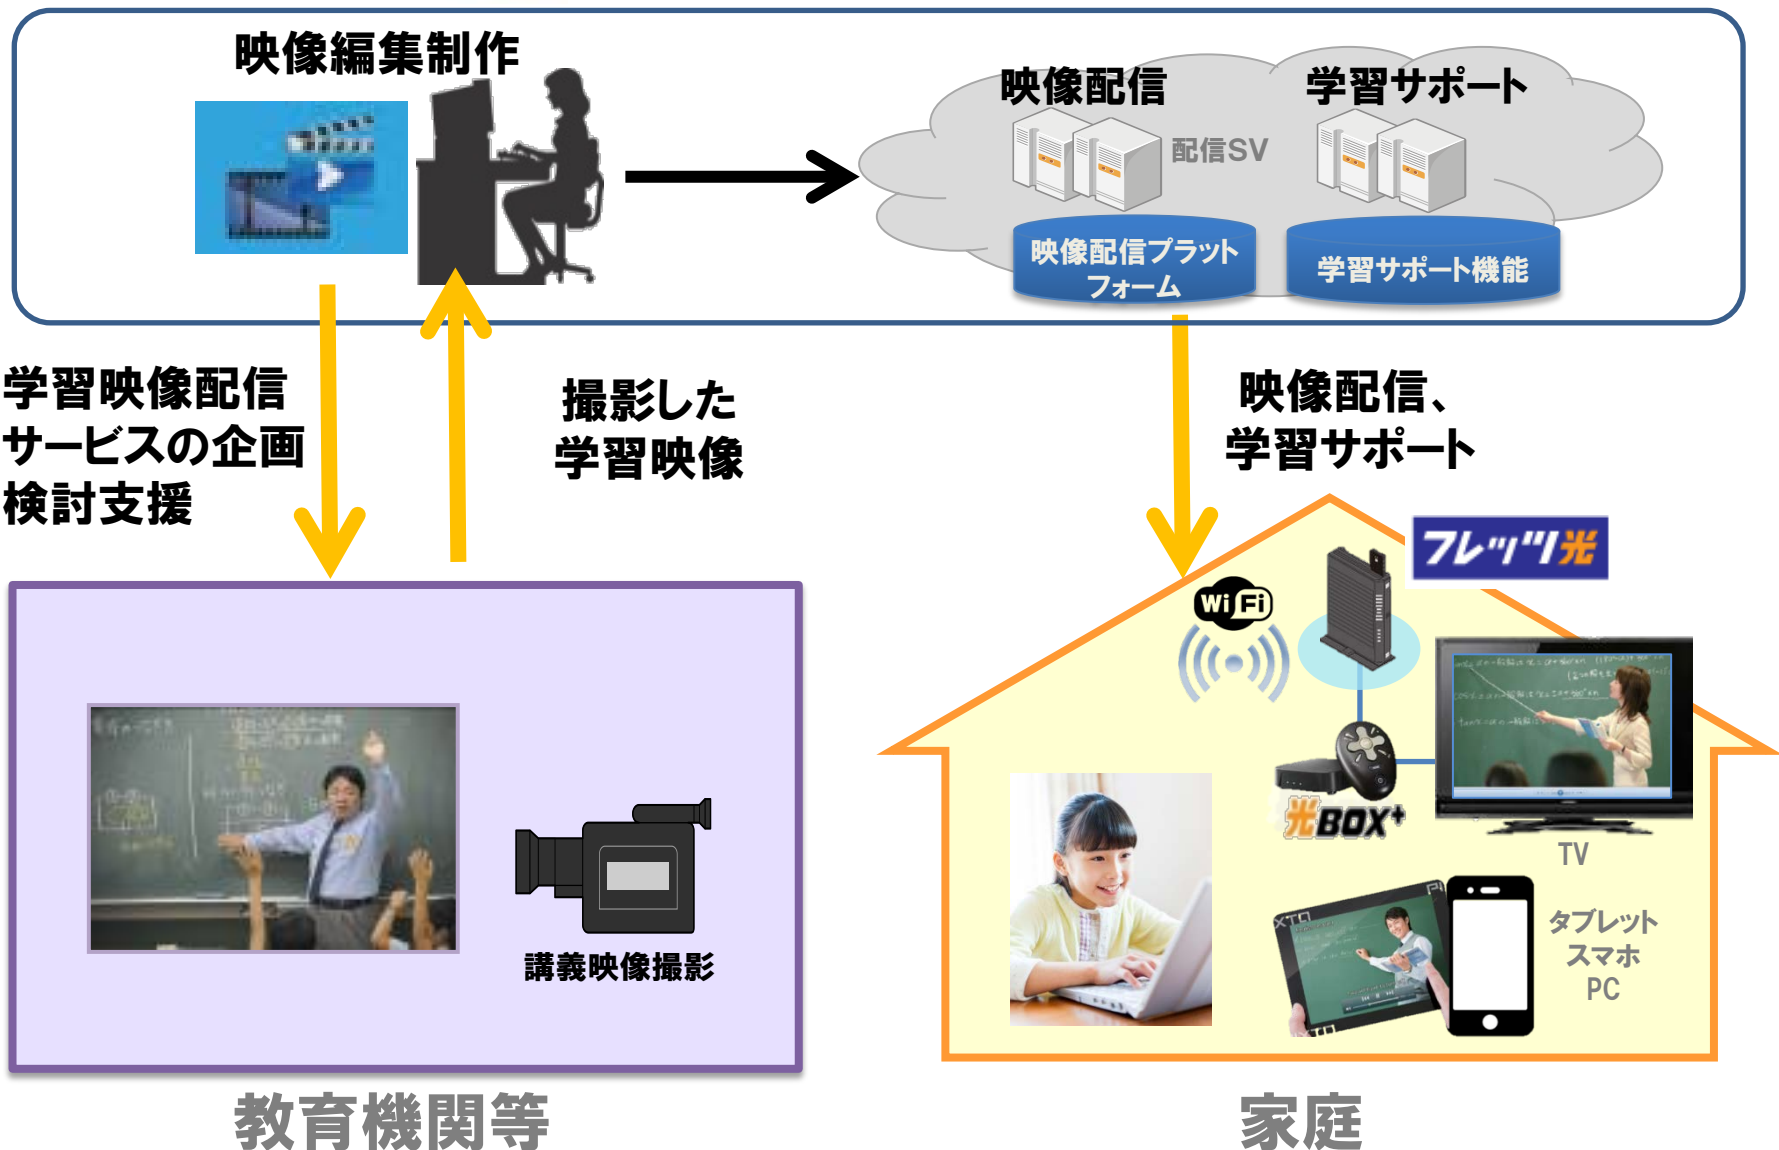 映像編集制作
映像配信
学習サポート
配信SV
映像配信プラット
フォーム
学習サポート機能
学習映像配信
サービスの企画
検討支援
撮影した
学習映像
映像配信、
学習サポート
フレッツ光
Wi Fi
光BOX+
TV
タブレット
スマホ
PC
講義映像撮影
教育機関等
家庭